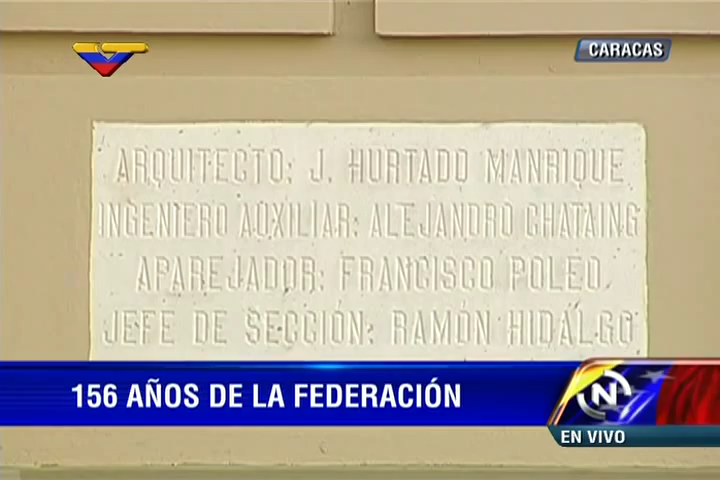 CARACAS
ARQUITECTO: J. HURTADO MANRIQUE
INGENIERO AUXILIAR: ALEJANDRO CHATAING
APAREJADOR: FRANCISCO POLEO
JEFE DE SECCIÓN: RAMÓN HIDALGO
156 AÑOS DE LA FEDERACIÓN
N
EN VIVO